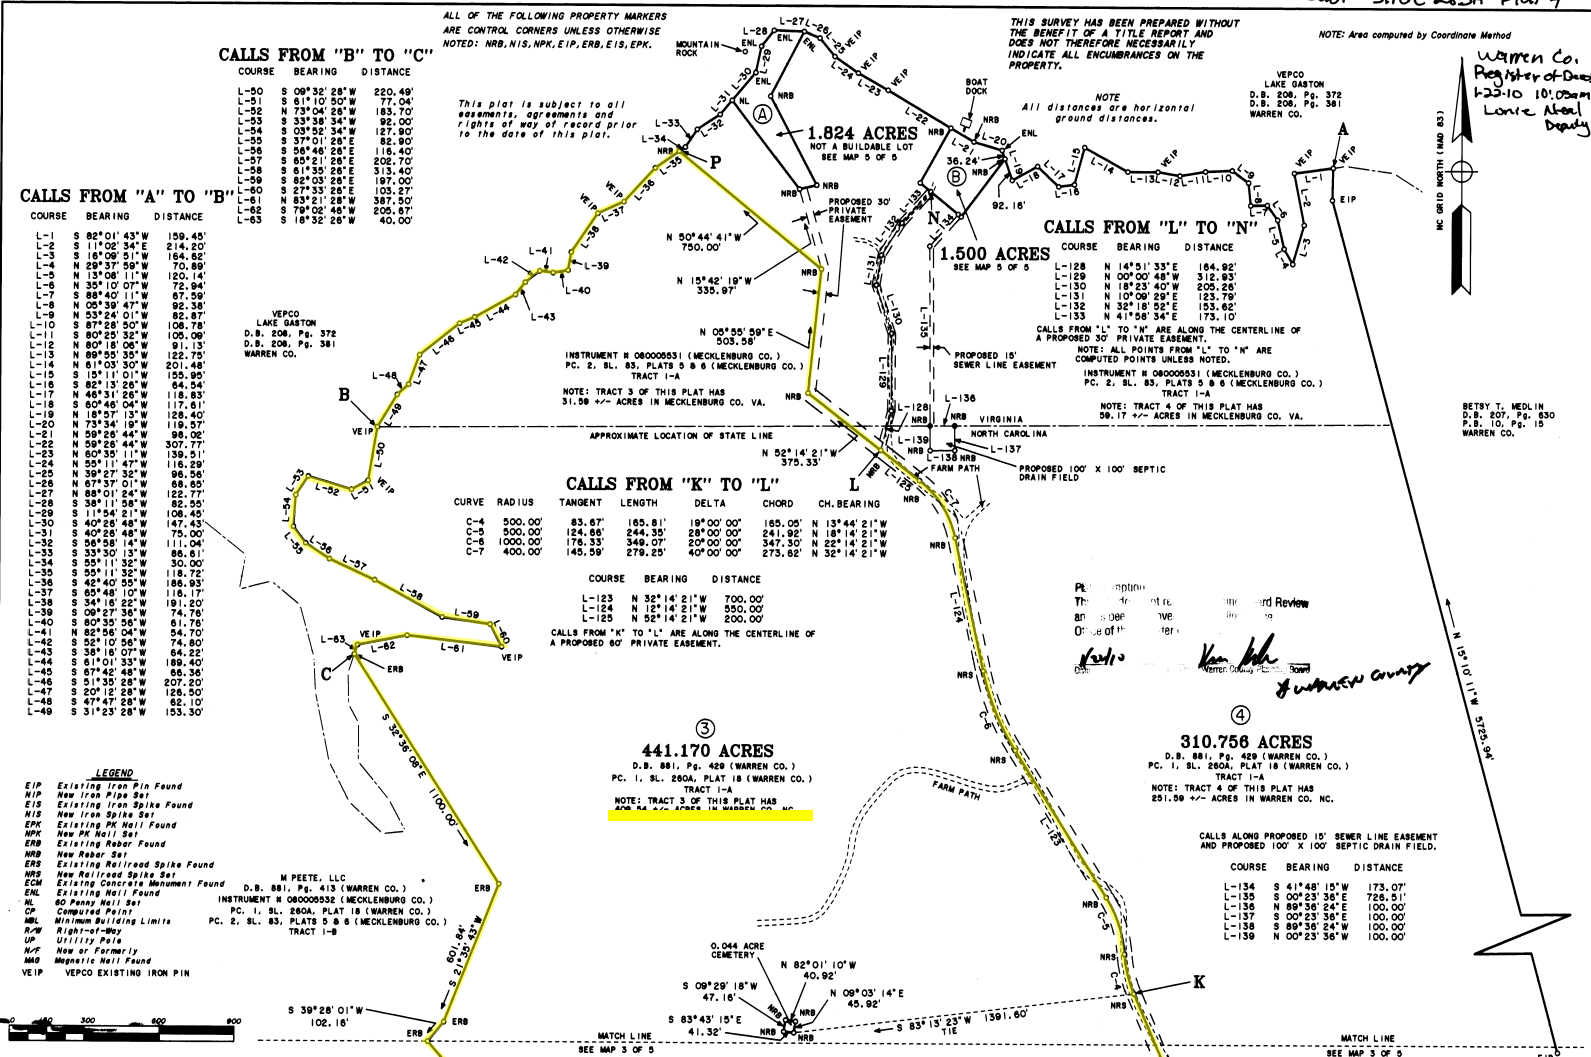 ALL OF THE FOLLOWING PROPERTY MARKERS
ARE CONTROL CORNERS UNLESS OTHERWISE
NOTED: NRB, NIS, NPK, EIP, ERB, EIS, EPK.
THIS SURVEY HAS BEEN PREPARED WITHOUT
THE BENEFIT OF A TITLE REPORT AND
DOES NOT THEREFORE NECESSARILY
INDICATE ALL ENCUMBRANCES ON THE
PROPERTY.
NOTE: Area computed by Coordinate Method
Warren Co.
Register of Deeds
1-22-10 10:05am
Deputy
CALLS FROM "B" TO "C"
COURSE BEARING DISTANCE
L-50 S 09°32'28"W 220.49'
L-51 S 61°10'50"W 77.04'
L-52 N 73°04'26"W 183.70'
L-53 S 33°38'34"W 92.00'
L-54 S 03°52'34"W 127.90'
L-55 S 37°01'26"E 82.90'
L-56 S 56°46'26"E 116.40'
L-57 S 65°21'26"E 202.70'
L-58 S 61°35'26"E 313.40'
L-59 S 82°03'26"E 197.00'
L-60 S 27°33'26"E 103.27'
L-61 N 83°21'28"W 387.50'
L-62 S 79°02'46"W 205.67'
L-63 S 18°32'26"W 40.00'
This plat is subject to all
easements, agreements and
rights of way of record prior
to the date of this plat.
CALLS FROM "A" TO "B"
COURSE BEARING DISTANCE
L-1 S 82°01'43"W 159.45'
L-2 S 11°02'34"E 214.20'
L-3 S 16°09'51"W 164.62'
L-4 N 29°37'59"W 70.89'
L-5 N 13°08'11"W 120.14'
L-6 N 35°10'07"W 72.94'
L-7 S 88°40'11"W 67.59'
L-8 N 05°39'47"W 92.38'
L-9 N 53°24'01"W 82.87'
L-10 S 87°28'50"W 108.78'
L-11 S 80°25'32"W 105.09'
L-12 N 80°18'06"W 91.13'
L-13 N 89°55'35"W 122.75'
L-14 N 61°03'30"W 201.48'
L-15 S 15°11'01"W 155.95'
L-16 S 82°13'26"W 64.54'
L-17 N 46°31'26"W 118.83'
L-18 S 60°46'04"W 117.61'
L-19 N 18°57'13"W 128.40'
L-20 N 73°34'19"W 119.57'
L-21 N 59°26'44"W 98.02'
L-22 N 59°26'44"W 307.77'
L-23 N 60°35'11"W 139.51'
L-24 N 55°11'47"W 116.29'
L-25 N 39°27'32"W 96.56'
L-26 N 67°37'01"W 68.85'
L-27 N 88°01'24"W 122.77'
L-28 S 38°11'58"W 82.55'
L-29 S 11°54'21"W 108.45'
L-30 S 40°26'48"W 147.43'
L-31 S 40°26'48"W 75.00'
L-32 S 56°58'14"W 111.04'
L-33 S 33°30'13"W 86.61'
L-34 S 55°11'32"W 30.00'
L-35 S 55°11'32"W 118.72'
L-36 S 42°40'55"W 186.93'
L-37 S 65°48'10"W 116.17'
L-38 S 34°16'22"W 191.20'
L-39 S 09°27'36"W 74.76'
L-40 S 80°35'56"W 61.76'
L-41 N 82°56'04"W 54.70'
L-42 S 52°10'56"W 74.80'
L-43 S 38°16'07"W 64.22'
L-44 S 61°01'33"W 189.40'
L-45 S 67°42'48"W 66.36'
L-46 S 51°35'28"W 207.20'
L-47 S 20°12'28"W 126.50'
L-48 S 47°47'28"W 62.10'
L-49 S 31°23'28"W 153.30'
MOUNTAIN
ROCK
BOAT
DOCK
NOTE
All distances are horizontal
ground distances.
VEPCO
LAKE GASTON
D.B. 208, Pg. 372
D.B. 208, Pg. 381
WARREN CO.
NC GRID NORTH (NAD 83)
A
1.824 ACRES
NOT A BUILDABLE LOT
SEE MAP 5 OF 5
PROPOSED 30'
PRIVATE
EASEMENT
B
36.24'
92.16'
N
1.500 ACRES
SEE MAP 5 OF 5
P
N 50°44'41"W
750.00'
N 15°42'19"W
335.97'
N 05°55'59"E
503.58'
VEPCO
LAKE GASTON
D.B. 208, Pg. 372
D.B. 208, Pg. 381
WARREN CO.
INSTRUMENT # 080005531 (MECKLENBURG CO.)
PC. 2, SL. 83, PLATS 5 & 6 (MECKLENBURG CO.)
TRACT 1-A
NOTE: TRACT 3 OF THIS PLAT HAS
31.59 +/- ACRES IN MECKLENBURG CO. VA.
CALLS FROM "L" TO "N"
COURSE BEARING DISTANCE
L-128 N 14°51'33"E 164.92'
L-129 N 00°00'48"W 312.93'
L-130 N 18°23'40"W 205.26'
L-131 N 10°09'29"E 123.79'
L-132 N 32°18'52"E 153.62'
L-133 N 41°58'34"E 173.10'
CALLS FROM "L" TO "N" ARE ALONG THE CENTERLINE OF
A PROPOSED 30' PRIVATE EASEMENT.
NOTE: ALL POINTS FROM "L" TO "N" ARE
COMPUTED POINTS UNLESS NOTED.
INSTRUMENT # 080005531 (MECKLENBURG CO.)
PC. 2, SL. 83, PLATS 5 & 6 (MECKLENBURG CO.)
TRACT 1-A
NOTE: TRACT 4 OF THIS PLAT HAS
59.17 +/- ACRES IN MECKLENBURG CO. VA.
PROPOSED 15'
SEWER LINE EASEMENT
BETSY T. MEDLIN
D.B. 207, Pg. 630
P.B. 10, Pg. 15
WARREN CO.
B
APPROXIMATE LOCATION OF STATE LINE
VIRGINIA
NORTH CAROLINA
N 52°14'21"W
375.33'
PROPOSED 100' X 100' SEPTIC
DRAIN FIELD
FARM PATH
L
CALLS FROM "K" TO "L"
CURVE RADIUS TANGENT LENGTH DELTA CHORD CH. BEARING
C-4 500.00' 83.67' 165.81' 19°00'00" 165.05' N 13°44'21"W
C-5 500.00' 124.66' 244.35' 28°00'00" 241.92' N 18°14'21"W
C-6 1000.00' 176.33' 349.07' 20°00'00" 347.30' N 22°14'21"W
C-7 400.00' 145.59' 279.25' 40°00'00" 273.62' N 32°14'21"W
COURSE BEARING DISTANCE
L-123 N 32°14'21"W 700.00'
L-124 N 12°14'21"W 550.00'
L-125 N 52°14'21"W 200.00'
CALLS FROM "K" TO "L" ARE ALONG THE CENTERLINE OF
A PROPOSED 60' PRIVATE EASEMENT.
1/22/10
Warren County
WARREN COUNTY
N 15°10'11"W 5725.94'
C
S 32°36'08"E 1100.00'
3
441.170 ACRES
D.B. 881, Pg. 429 (WARREN CO.)
PC. 1, SL. 260A, PLAT 18 (WARREN CO.)
TRACT 1-A
NOTE: TRACT 3 OF THIS PLAT HAS
409.54 +/- ACRES IN WARREN CO. NC.
FARM PATH
4
310.756 ACRES
D.B. 881, Pg. 429 (WARREN CO.)
PC. 1, SL. 260A, PLAT 18 (WARREN CO.)
TRACT 1-A
NOTE: TRACT 4 OF THIS PLAT HAS
251.59 +/- ACRES IN WARREN CO. NC.
CALLS ALONG PROPOSED 15' SEWER LINE EASEMENT
AND PROPOSED 100' X 100' SEPTIC DRAIN FIELD.
COURSE BEARING DISTANCE
L-134 S 41°48'15"W 173.07'
L-135 S 00°23'36"E 726.51'
L-136 N 89°36'24"E 100.00'
L-137 S 00°23'36"E 100.00'
L-138 S 89°36'24"W 100.00'
L-139 N 00°23'36"W 100.00'
LEGEND
EIP Existing Iron Pin Found
NIP New Iron Pipe Set
EIS Existing Iron Spike Found
NIS New Iron Spike Set
EPK Existing PK Nail Found
NPK New PK Nail Set
ERB Existing Rebar Found
NRB New Rebar Set
ERS Existing Railroad Spike Found
NRS New Railroad Spike Set
ECM Existing Concrete Monument Found
ENL Existing Nail Found
NL 60 Penny Nail Set
CP Computed Point
MBL Minimum Building Limits
R/W Right-of-Way
UP Utility Pole
N/F Now or Formerly
MAG Magnetic Nail Found
VEIP VEPCO EXISTING IRON PIN
M PEETE, LLC
D.B. 881, Pg. 413 (WARREN CO.)
INSTRUMENT # 080005532 (MECKLENBURG CO.)
PC. 1, SL. 260A, PLAT 18 (WARREN CO.)
PC. 2, SL. 83, PLATS 5 & 6 (MECKLENBURG CO.)
TRACT 1-B
S 21°35'43"W 601.84'
S 39°28'01"W
102.16'
0.044 ACRE
CEMETERY
N 82°01'10"W
40.92'
S 09°29'18"W
47.16'
N 09°03'14"E
45.92'
S 83°43'15"E
41.32'
S 83°13'23"W 1391.60'
TIE
K
MATCH LINE
SEE MAP 3 OF 5
MATCH LINE
SEE MAP 3 OF 5